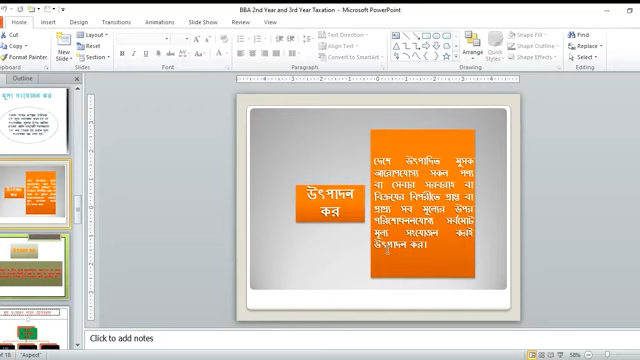 BBA 2nd Year and 3rd Year Taxation - Microsoft PowerPoint
Home Insert Design Transitions Animations Slide Show Review View
Cut
Copy
Format Painter
New Slide
Layout
Reset
Section
Text Direction
Align Text
Convert to SmartArt
Arrange
Quick Styles
Shape Fill
Shape Outline
Shape Effects
Find
Replace
Select
Clipboard Slides Font Paragraph Drawing Editing
Outline
মূল্য সংযোজন কর
উৎপাদন
কর
দেশে উৎপাদিত মুসক
আরোপযোগ্য সকল পণ্য
বা সেবার সরবরাহ বা
বিক্রয়ের বিপরীতে প্রাপ্ত বা
প্রাপ্য সব মূল্যের উপর
পরিশোধনযোগ্য সর্বমোট
মূল্য সংযোজন করই
উৎপাদন কর।
Click to add notes
of 18 "Aspect"
58%